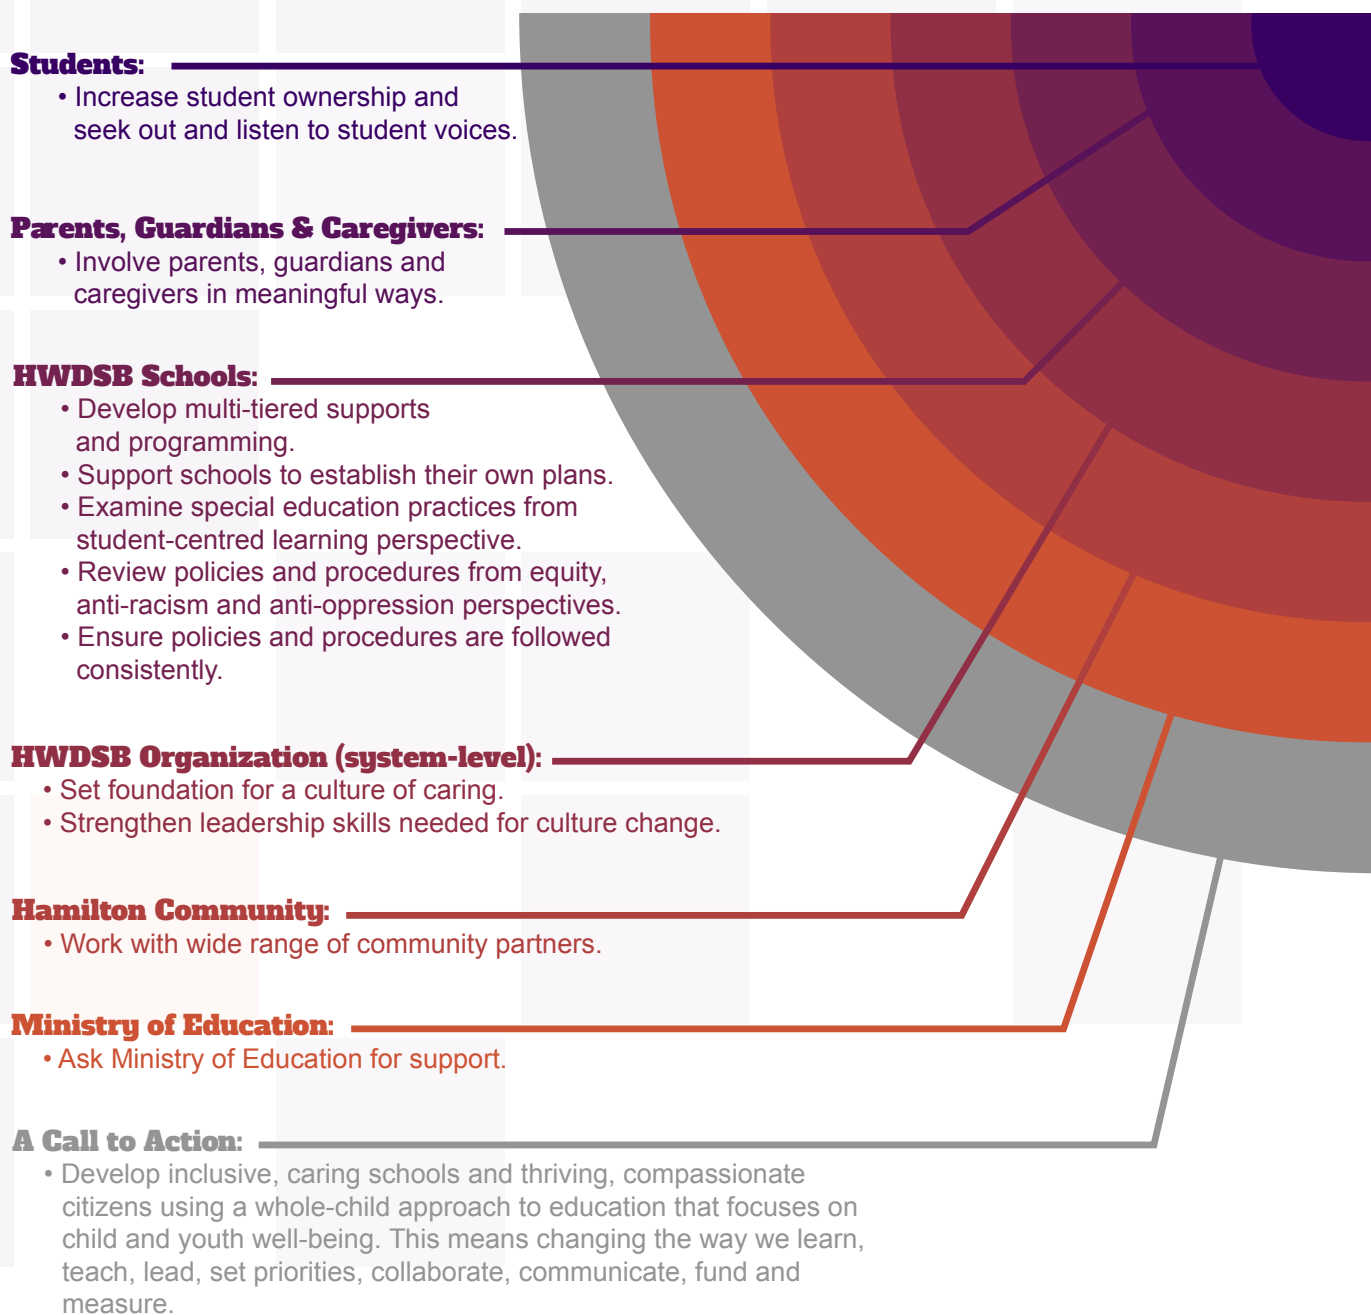 Students:
• Increase student ownership and
seek out and listen to student voices.
Parents, Guardians & Caregivers:
• Involve parents, guardians and
caregivers in meaningful ways.
HWDSB Schools:
• Develop multi-tiered supports
and programming.
• Support schools to establish their own plans.
• Examine special education practices from
student-centred learning perspective.
• Review policies and procedures from equity,
anti-racism and anti-oppression perspectives.
• Ensure policies and procedures are followed
consistently.
HWDSB Organization (system-level):
• Set foundation for a culture of caring.
• Strengthen leadership skills needed for culture change.
Hamilton Community:
• Work with wide range of community partners.
Ministry of Education:
• Ask Ministry of Education for support.
A Call to Action:
• Develop inclusive, caring schools and thriving, compassionate
citizens using a whole-child approach to education that focuses on
child and youth well-being. This means changing the way we learn,
teach, lead, set priorities, collaborate, communicate, fund and
measure.